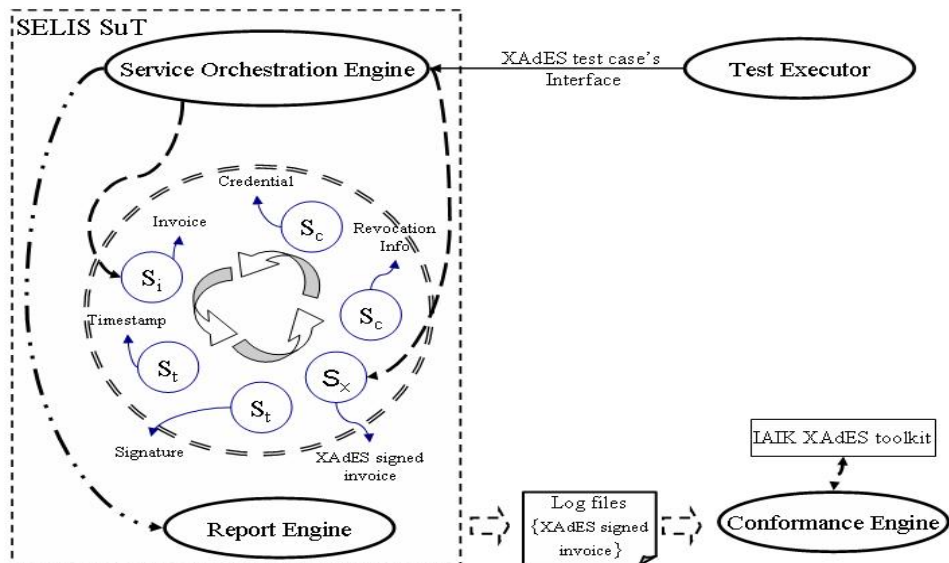 SELIS SuT
Service Orchestration Engine
XAdES test case's
Interface
Test Executor
Credential
Invoice
Sc
Revocation
Info
Si
Sc
Timestamp
St
Sx
St
Signature
XAdES signed
invoice
IAIK XAdES toolkit
Report Engine
Log files
{XAdES signed
invoice}
Conformance Engine